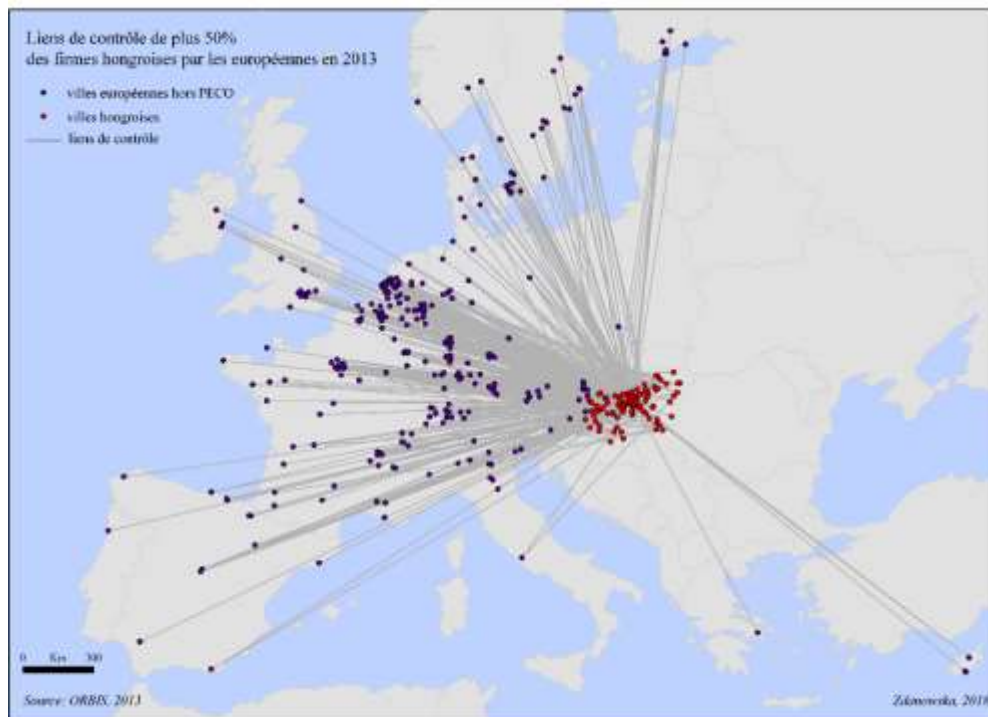 Liens de contrôle de plus 50%
des firmes hongroises par les européennes en 2013
villes européennes hors PECO
villes hongroises
liens de contrôle
0 Km 300
Source: ORBIS, 2013
Zdanowska, 2018